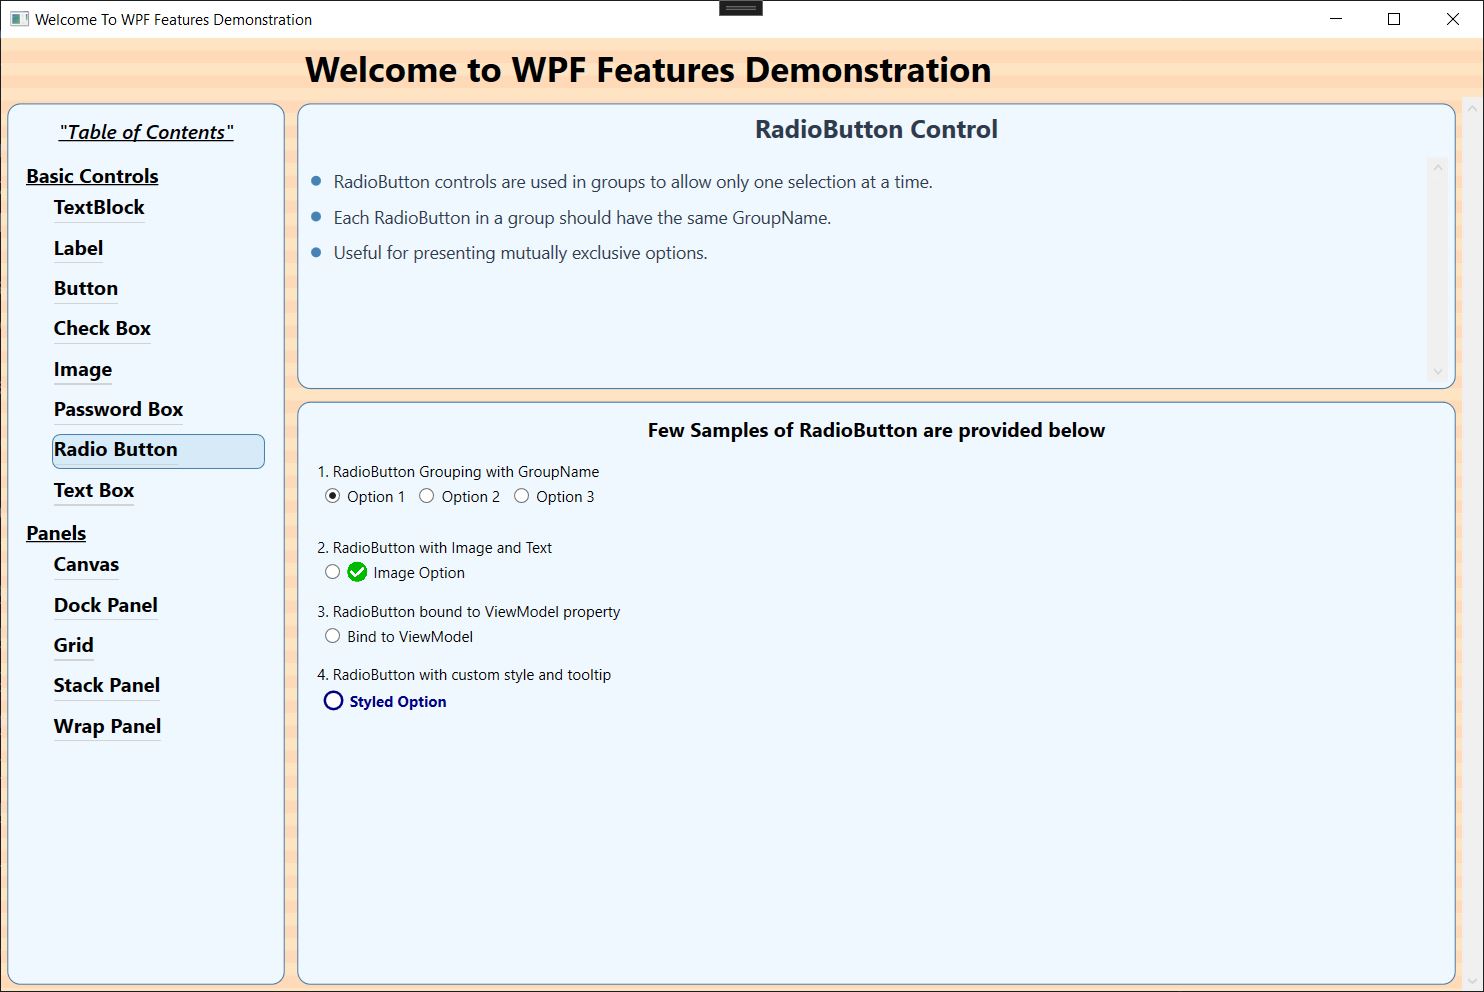 Welcome To WPF Features Demonstration
Welcome to WPF Features Demonstration
"Table of Contents"
Basic Controls
TextBlock
Label
Button
Check Box
Image
Password Box
Radio Button
Text Box
Panels
Canvas
Dock Panel
Grid
Stack Panel
Wrap Panel
RadioButton Control
RadioButton controls are used in groups to allow only one selection at a time.
Each RadioButton in a group should have the same GroupName.
Useful for presenting mutually exclusive options.
Few Samples of RadioButton are provided below
1. RadioButton Grouping with GroupName
Option 1 Option 2 Option 3
2. RadioButton with Image and Text
Image Option
3. RadioButton bound to ViewModel property
Bind to ViewModel
4. RadioButton with custom style and tooltip
Styled Option